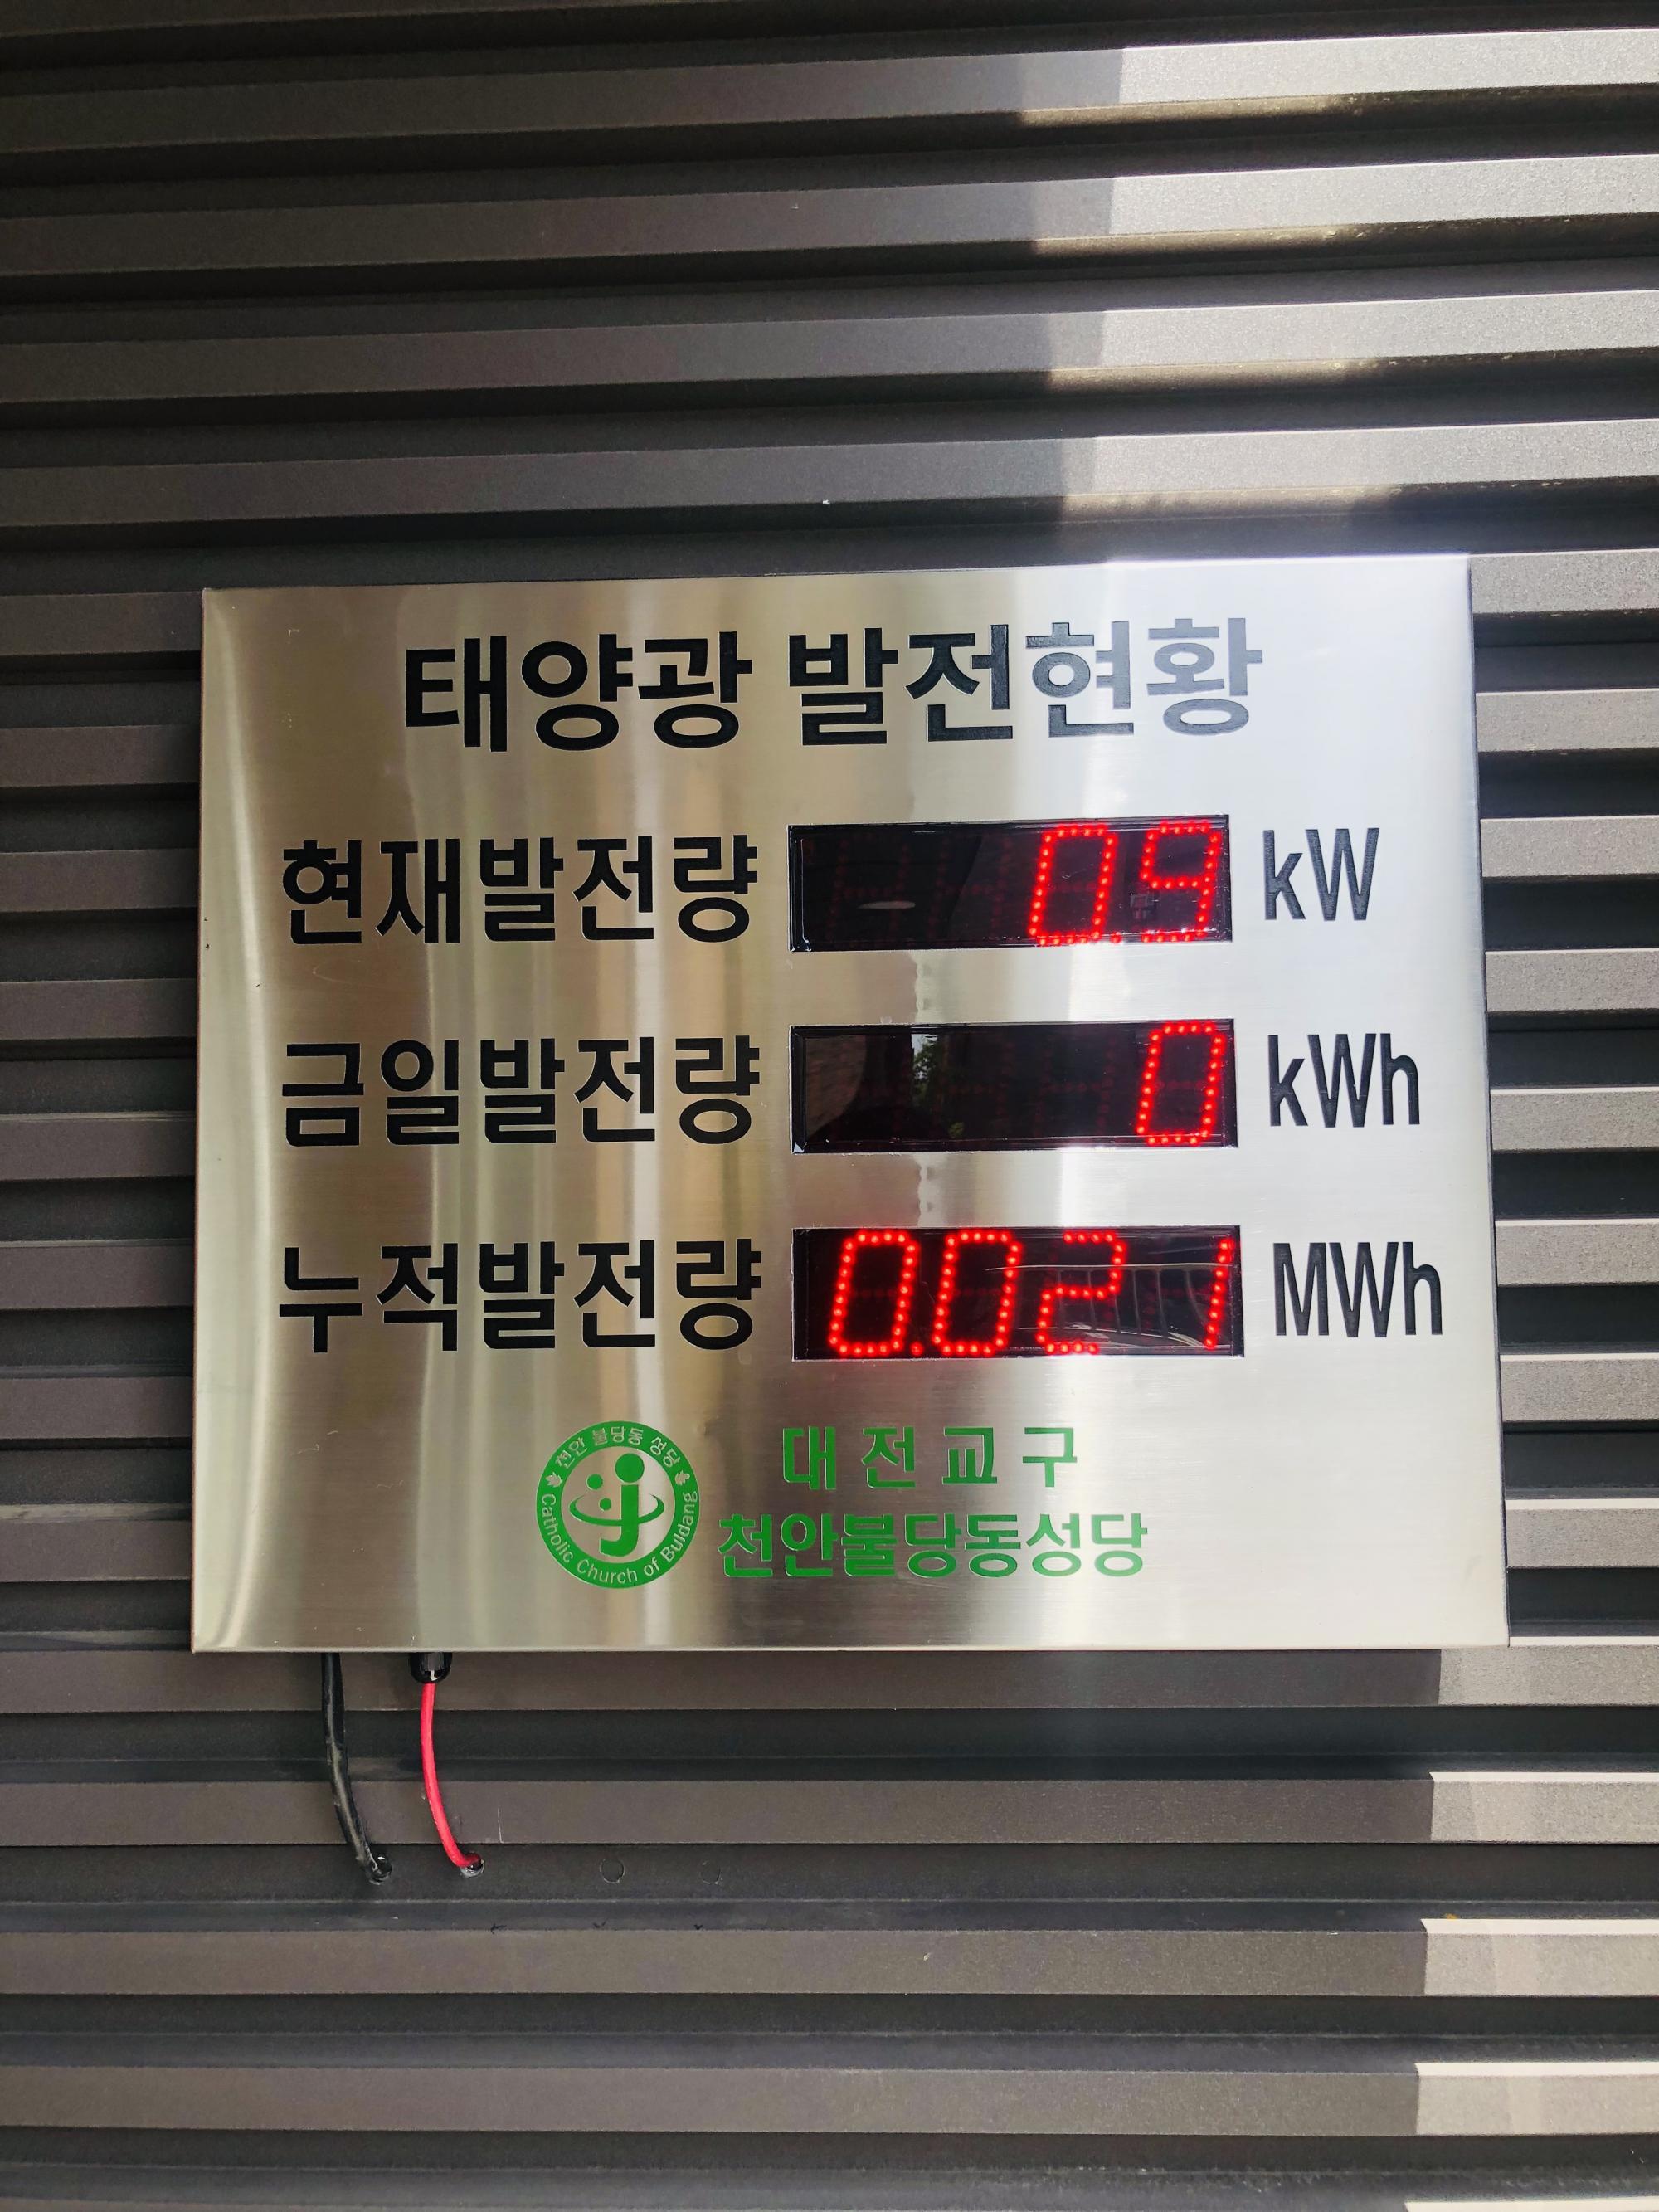 태양광 발전현황
현재발전량 0.9 kW
금일발전량 0 kWh
누적발전량 0.021 MWh
천안 불당동 성당
Catholic Church of Buldang
대전교구
천안불당동성당